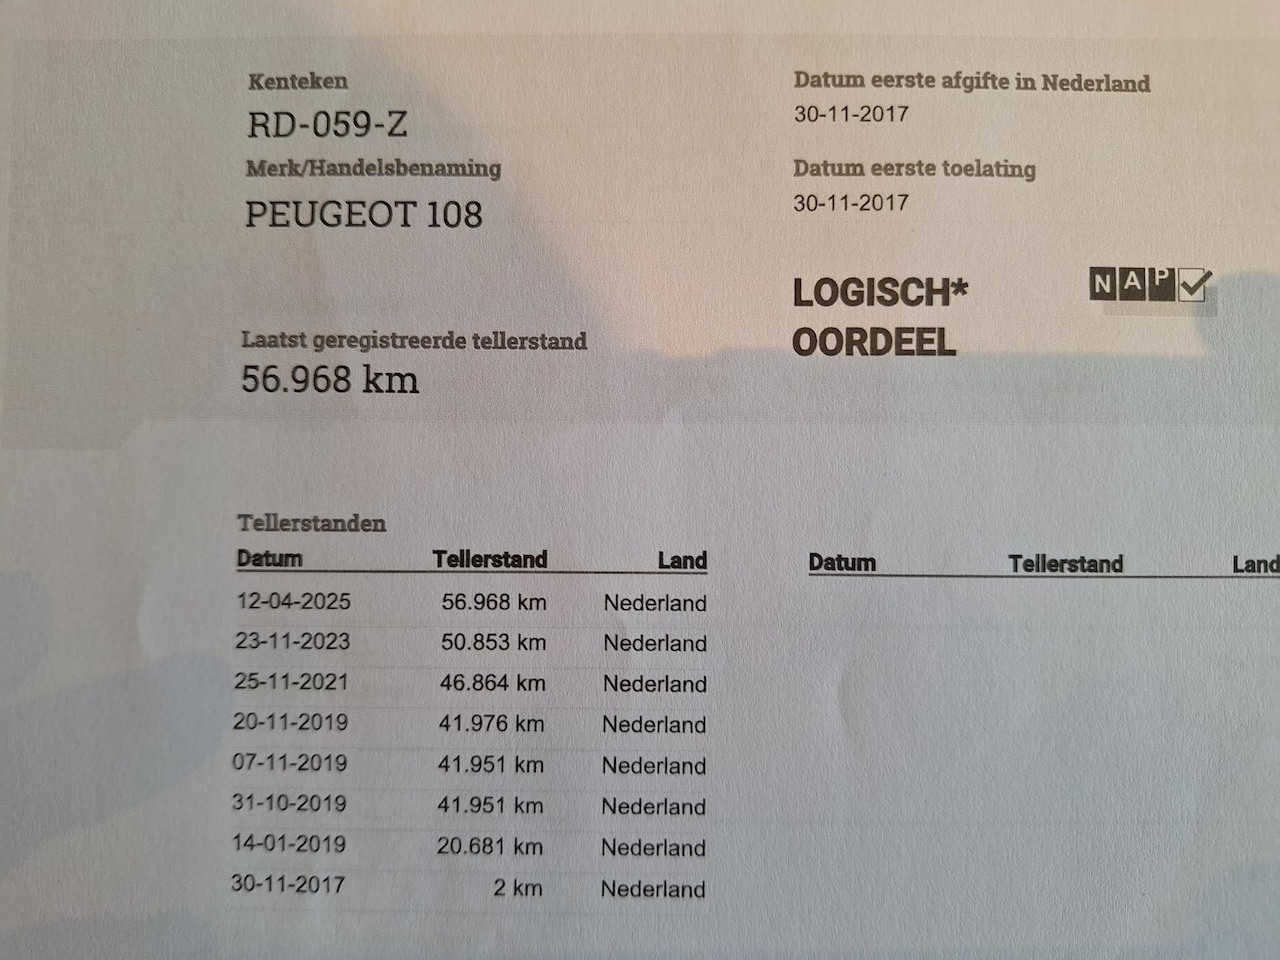 Kenteken
RD-059-Z
Merk/Handelsbenaming
PEUGEOT 108
Laatst geregistreerde tellerstand
56.968 km
Datum eerste afgifte in Nederland
30-11-2017
Datum eerste toelating
30-11-2017
LOGISCH*
OORDEEL
NAP
Tellerstanden
Datum Tellerstand Land
12-04-2025 56.968 km Nederland
23-11-2023 50.853 km Nederland
25-11-2021 46.864 km Nederland
20-11-2019 41.976 km Nederland
07-11-2019 41.951 km Nederland
31-10-2019 41.951 km Nederland
14-01-2019 20.681 km Nederland
30-11-2017 2 km Nederland
Datum Tellerstand Land